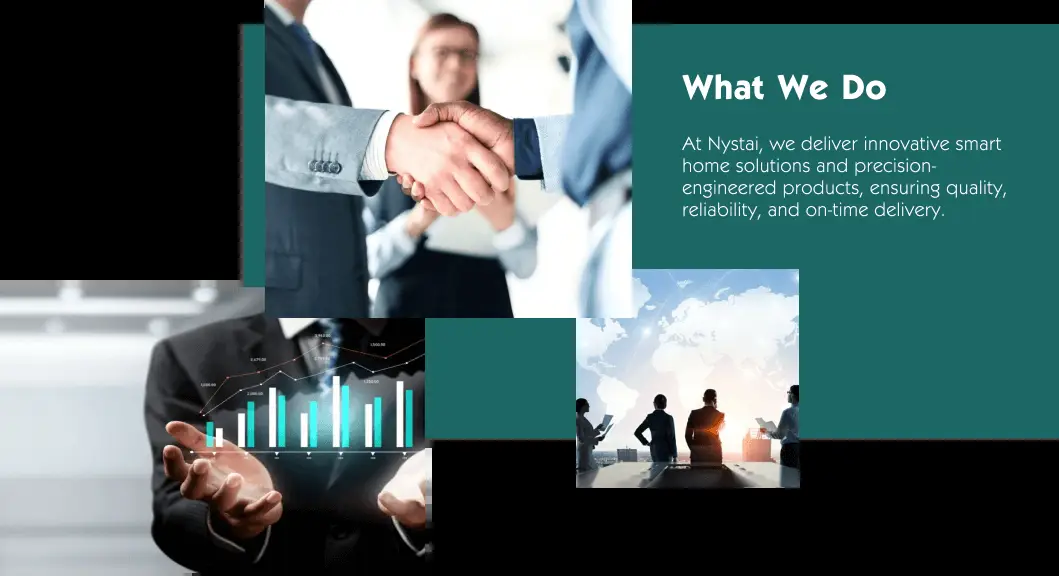 What We Do
At Nystai, we deliver innovative smart
home solutions and precision-
engineered products, ensuring quality,
reliability, and on-time delivery.